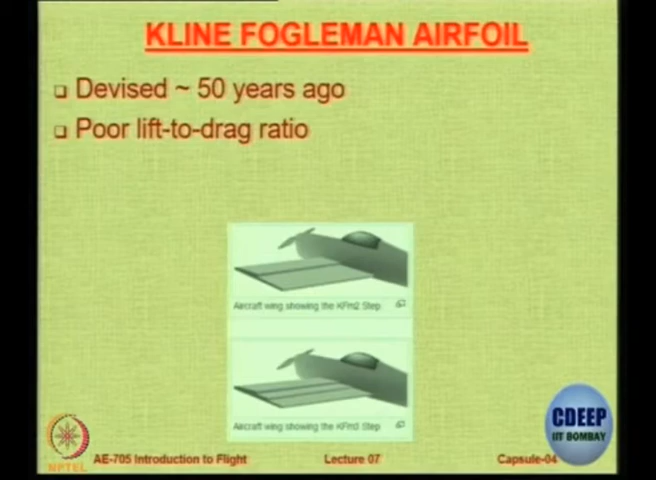 KLINE FOGLEMAN AIRFOIL
Devised ~ 50 years ago
Poor lift-to-drag ratio
Aircraft wing showing the KFm2 Step
Aircraft wing showing the KFm3 Step
CDEEP
IIT BOMBAY
NPTEL
AE-705 Introduction to Flight
Lecture 07
Capsule-04